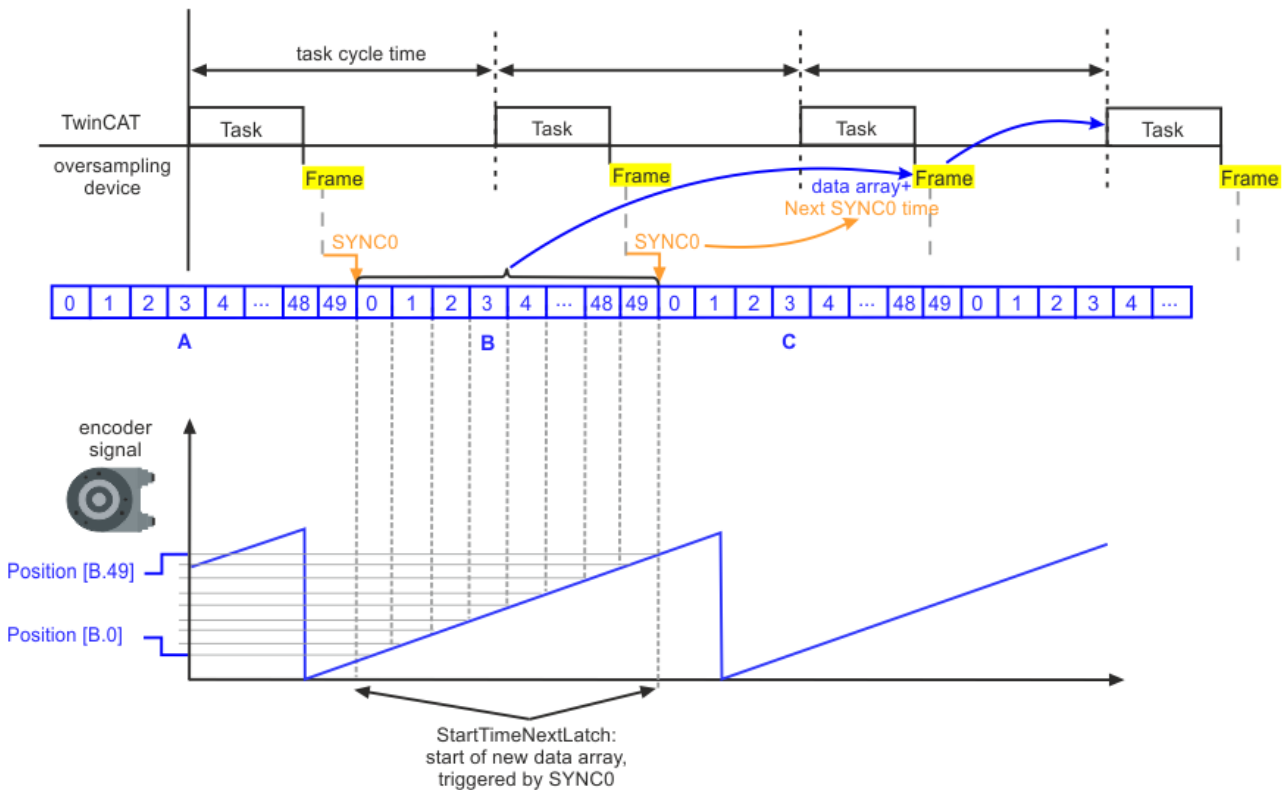 task cycle time
TwinCAT
Task
Task
Task
Task
oversampling
device
Frame
Frame
Frame
Frame
data array+
Next SYNC0 time
SYNC0
SYNC0
0 1 2 3 4 ... 48 49 0 1 2 3 4 ... 48 49 0 1 2 3 4 ... 48 49 0 1 2 3 4 ...
A
B
C
encoder
signal
Position [B.49]
Position [B.0]
StartTimeNextLatch:
start of new data array,
triggered by SYNC0